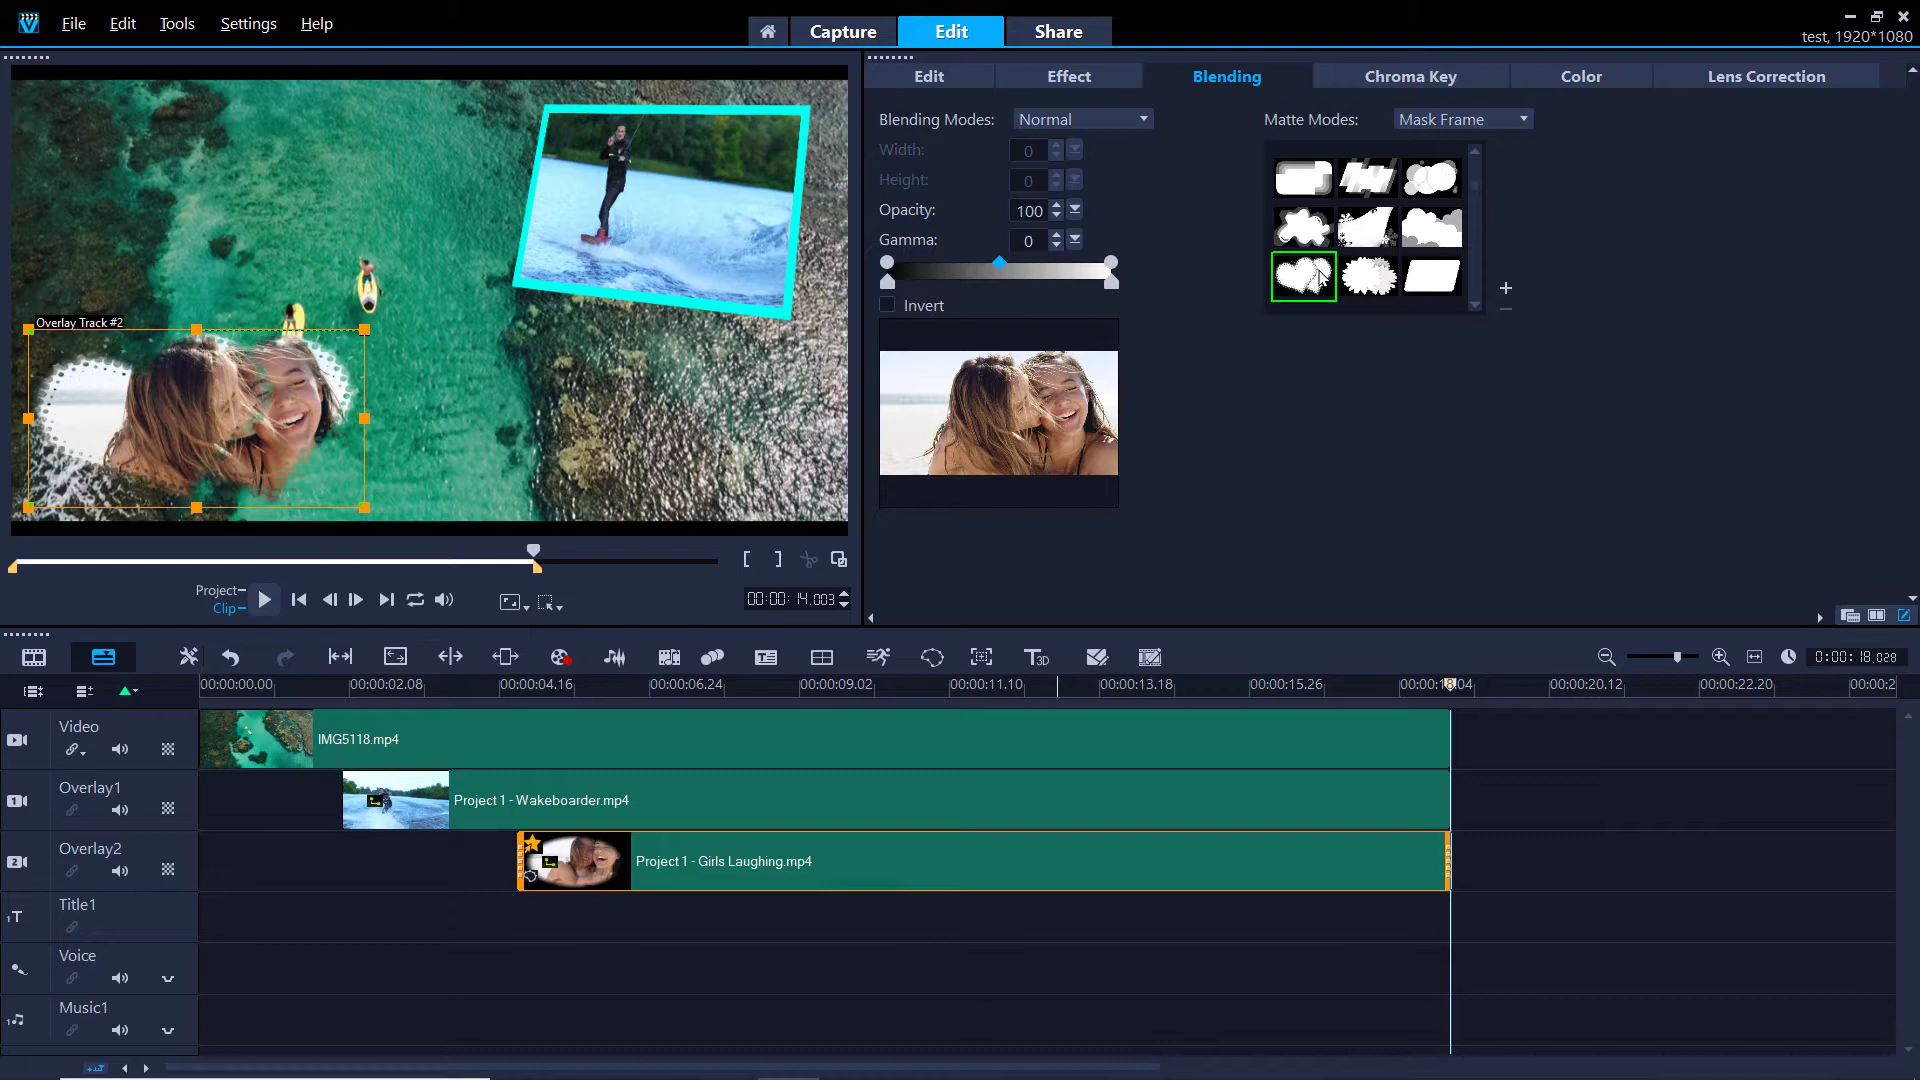 File Edit Tools Settings Help
Capture Edit Share
test, 1920*1080
Edit Effect Blending Chroma Key Color Lens Correction
Blending Modes: Normal
Matte Modes: Mask Frame
Width: 0
Height: 0
Opacity: 100
Gamma: 0
Invert
Overlay Track #2
Project
Clip
00:00:14.003
T3D
0:00:18.028
00:00:00.00 00:00:02.08 00:00:04.16 00:00:06.24 00:00:09.02 00:00:11.10 00:00:13.18 00:00:15.26 00:00:20.12 00:00:22.20 00:00:2
Video
IMG5118.mp4
Overlay1
Project 1 - Wakeboarder.mp4
Overlay2
Project 1 - Girls Laughing.mp4
Title1
1T
Voice
Music1